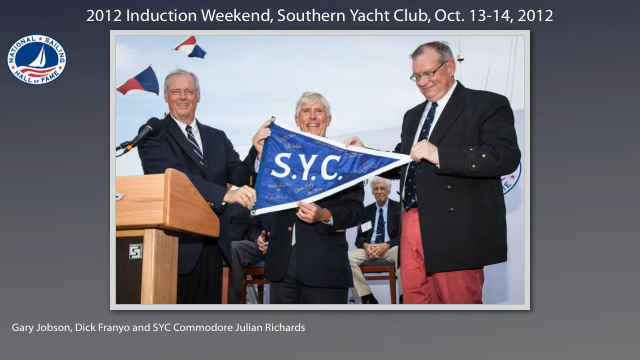 2012 Induction Weekend, Southern Yacht Club, Oct. 13-14, 2012
NATIONAL SAILING
HALL OF FAME
S.Y.C.
Gary Jobson, Dick Franyo and SYC Commodore Julian Richards